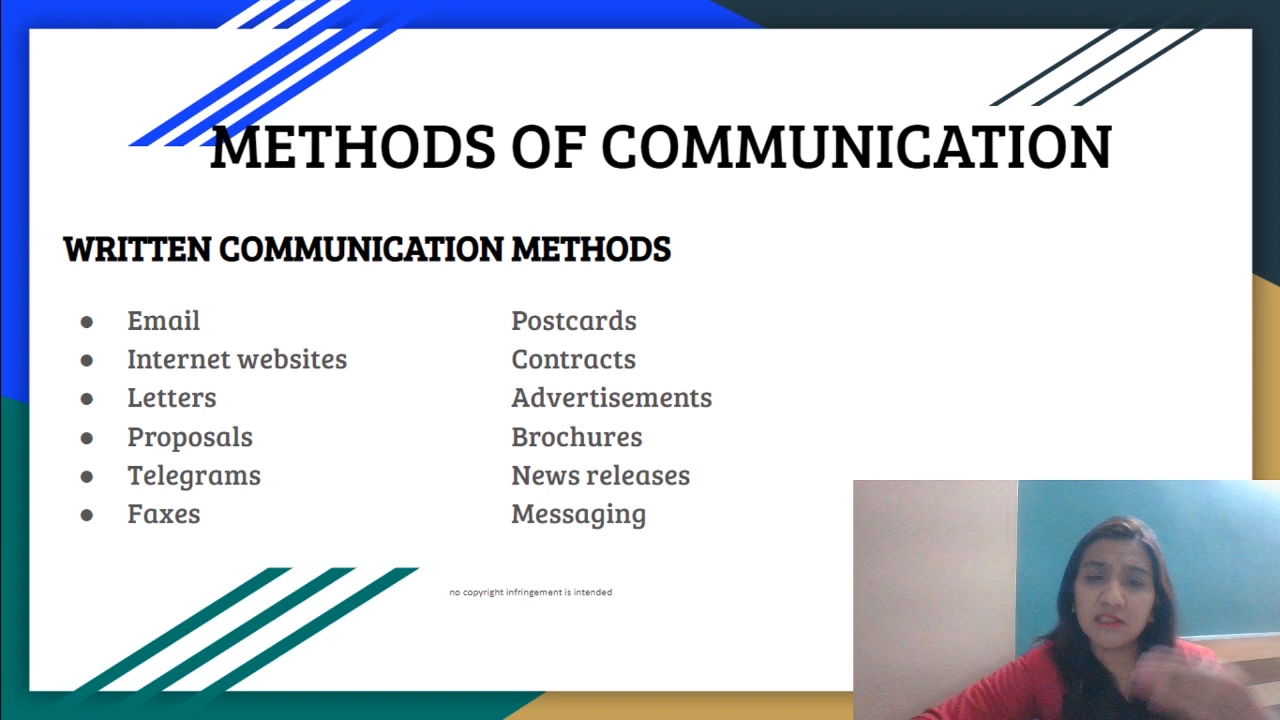 METHODS OF COMMUNICATION
WRITTEN COMMUNICATION METHODS
● Email
● Internet websites
● Letters
● Proposals
● Telegrams
● Faxes
Postcards
Contracts
Advertisements
Brochures
News releases
Messaging
no copyright infringement is intended